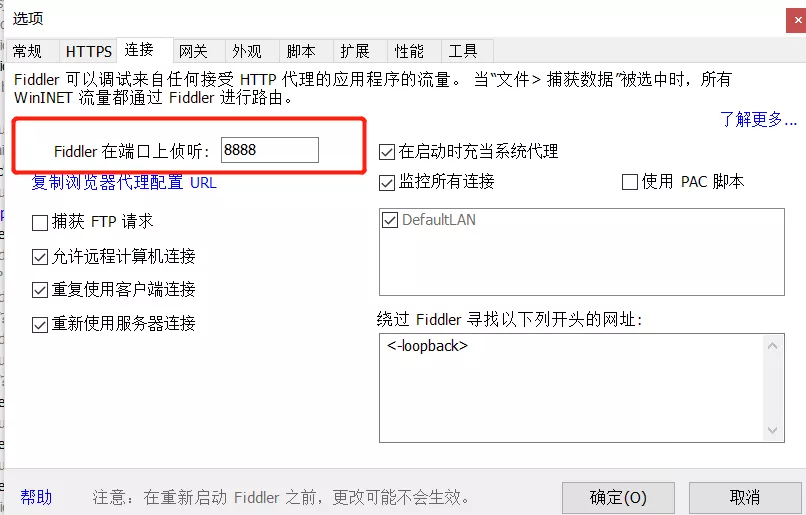 选项
常规 HTTPS 连接 网关 外观 脚本 扩展 性能 工具
Fiddler 可以调试来自任何接受 HTTP 代理的应用程序的流量。 当“文件> 捕获数据”被选中时，所有
WinINET 流量都通过 Fiddler 进行路由。
了解更多...
Fiddler 在端口上侦听: 8888
复制浏览器代理配置 URL
捕获 FTP 请求
允许远程计算机连接
重复使用客户端连接
重新使用服务器连接
在启动时充当系统代理
监控所有连接 使用 PAC 脚本
DefaultLAN
绕过 Fiddler 寻找以下列开头的网址:
<-loopback>
帮助 注意: 在重新启动 Fiddler 之前，更改可能不会生效。 确定(O) 取消